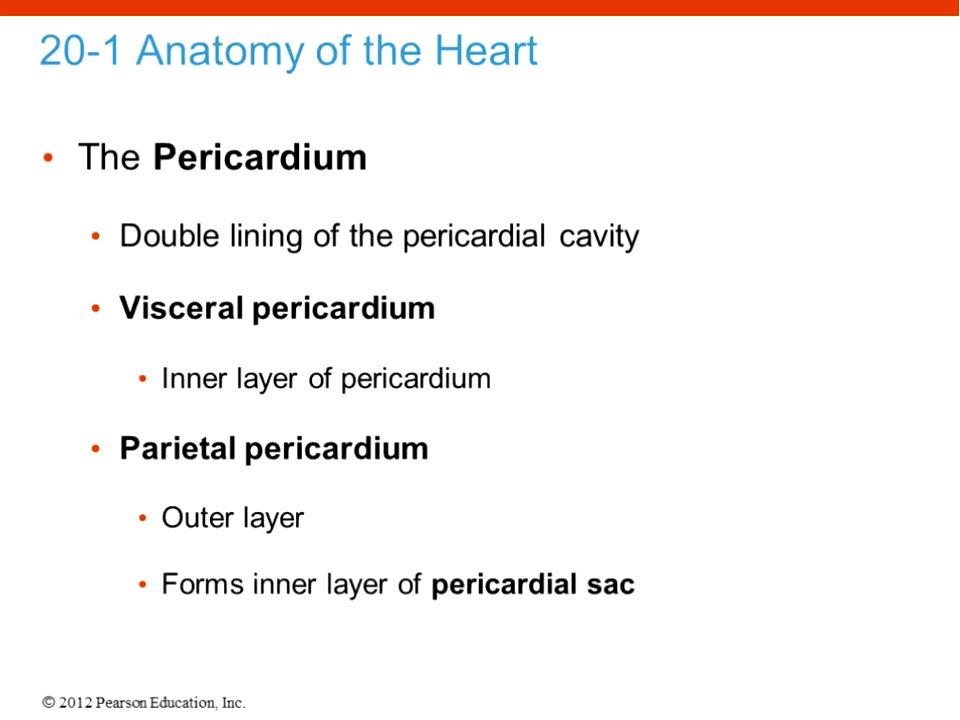 20-1 Anatomy of the Heart
• The Pericardium
• Double lining of the pericardial cavity
• Visceral pericardium
• Inner layer of pericardium
• Parietal pericardium
• Outer layer
• Forms inner layer of pericardial sac
© 2012 Pearson Education, Inc.